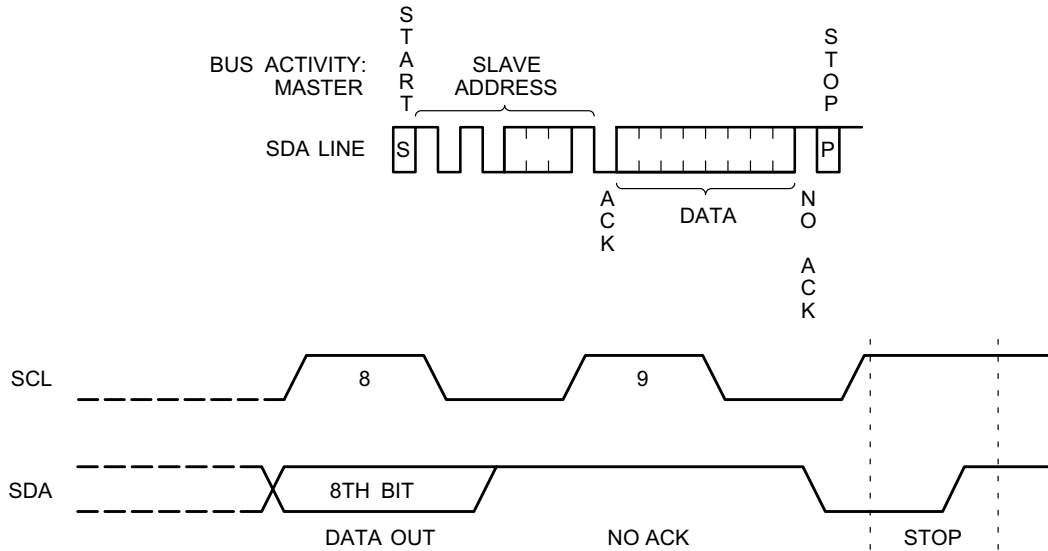 START
BUS ACTIVITY:
MASTER
SLAVE
ADDRESS
STOP
SDA LINE
S
P
ACK
DATA
NO ACK
SCL
8
9
SDA
8TH BIT
DATA OUT
NO ACK
STOP